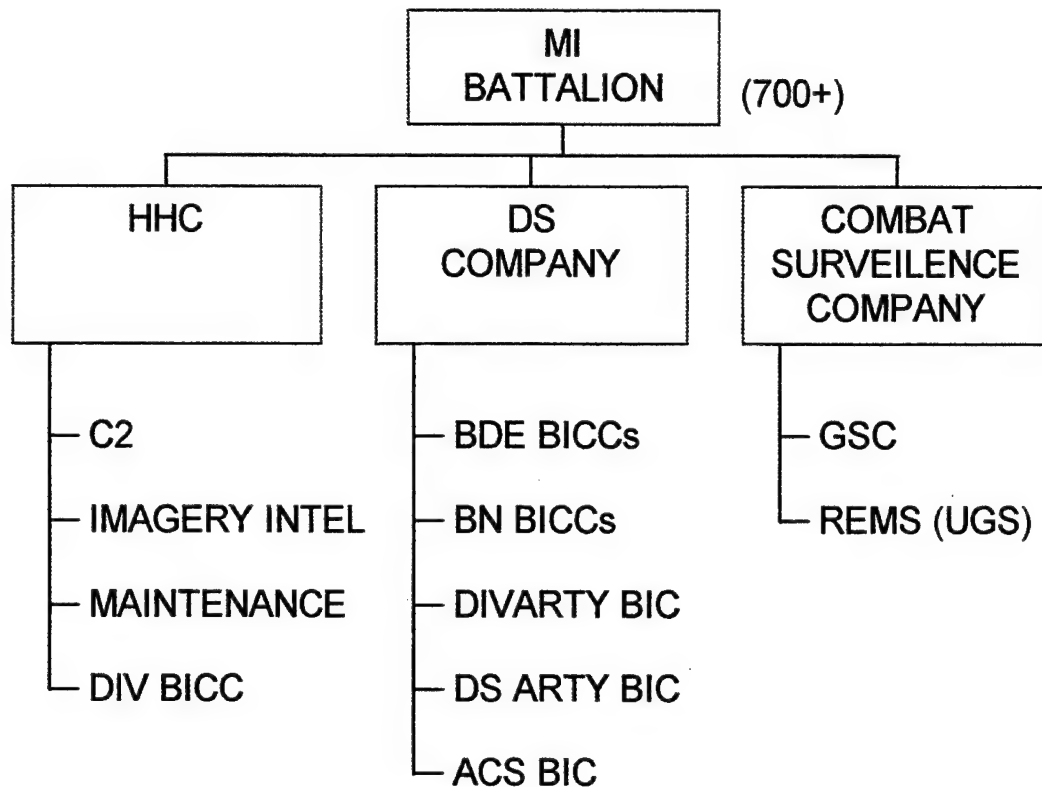 MI
BATTALION
(700+)
HHC
DS
COMPANY
COMBAT
SURVEILENCE
COMPANY
C2
IMAGERY INTEL
MAINTENANCE
DIV BICC
BDE BICCs
BN BICCs
DIVARTY BIC
DS ARTY BIC
ACS BIC
GSC
REMS (UGS)